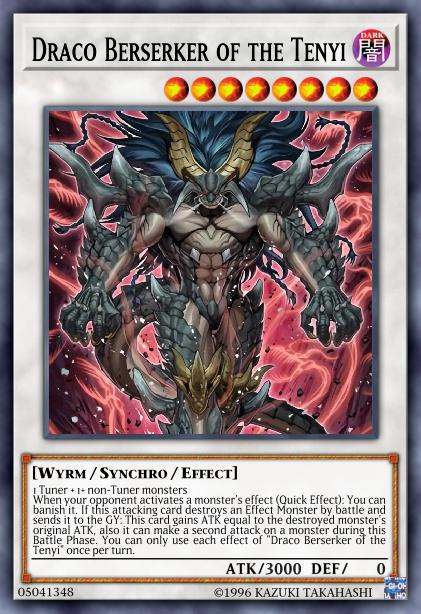 DRACO BERSERKER OF THE TENYI
DARK
闇
[WYRM / SYNCHRO / EFFECT]
1 Tuner + 1+ non-Tuner monsters
When your opponent activates a monster's effect (Quick Effect): You can
banish it. If this attacking card destroys an Effect Monster by battle and
sends it to the GY: This card gains ATK equal to the destroyed monster's
original ATK, also it can make a second attack on a monster during this
Battle Phase. You can only use each effect of "Draco Berserker of the
Tenyi" once per turn.
ATK/3000 DEF/ 0
05041348
©1996 KAZUKI TAKAHASHI